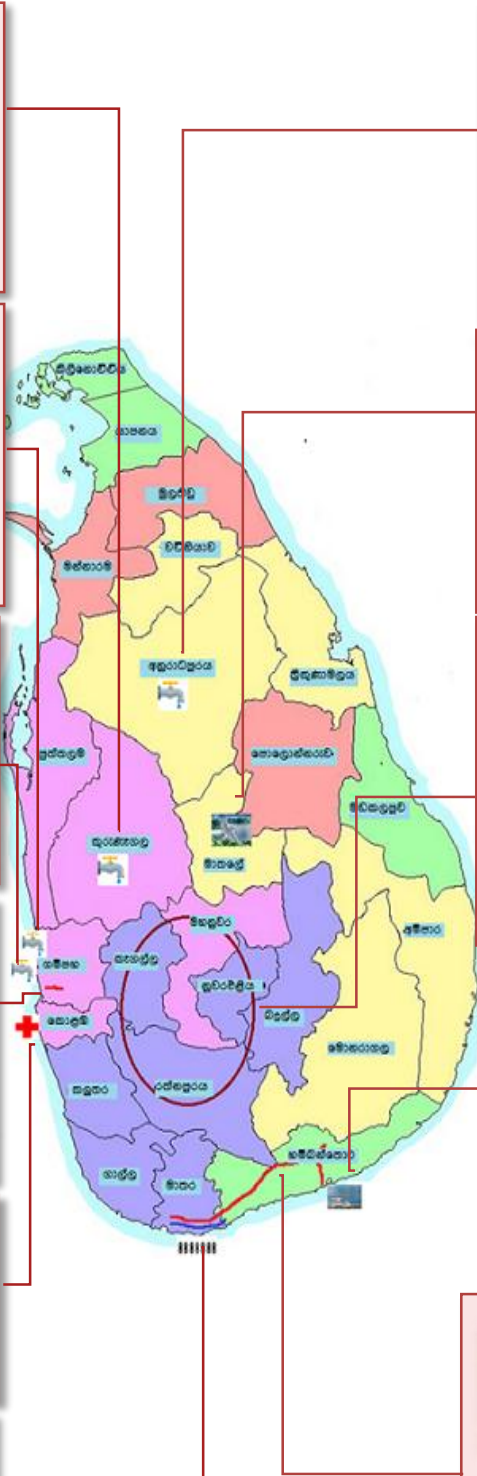 කිලිනොච්චිය
යාපනය
මුලතිවු
වව්නියාව
මන්නාරම
අනුරාධපුරය
ත්‍රිකුණාමලය
පුත්තලම
පොලොන්නරුව
මඩකලපුව
කුරුණෑගල
මාතලේ
මහනුවර
අම්පාර
ගම්පහ
කෑගල්ල
නුවරඑළිය
බදුල්ල
කොළඹ
මොනරාගල
කලුතර
රත්නපුරය
හම්බන්තොට
ගාල්ල
මාතර